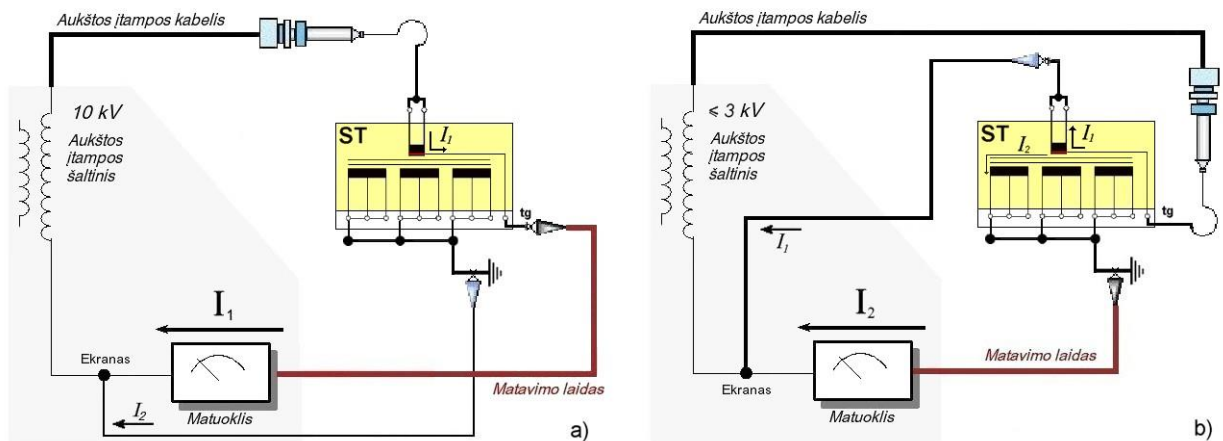 Aukštos įtampos kabelis
10 kV
Aukštos
įtampos
šaltinis
ST
I1
tg
I1
Ekranas
Matuoklis
Matavimo laidas
I2
a)
Aukštos įtampos kabelis
≤ 3 kV
Aukštos
įtampos
šaltinis
ST
I1
I2
tg
I1
I2
Ekranas
Matuoklis
Matavimo laidas
b)